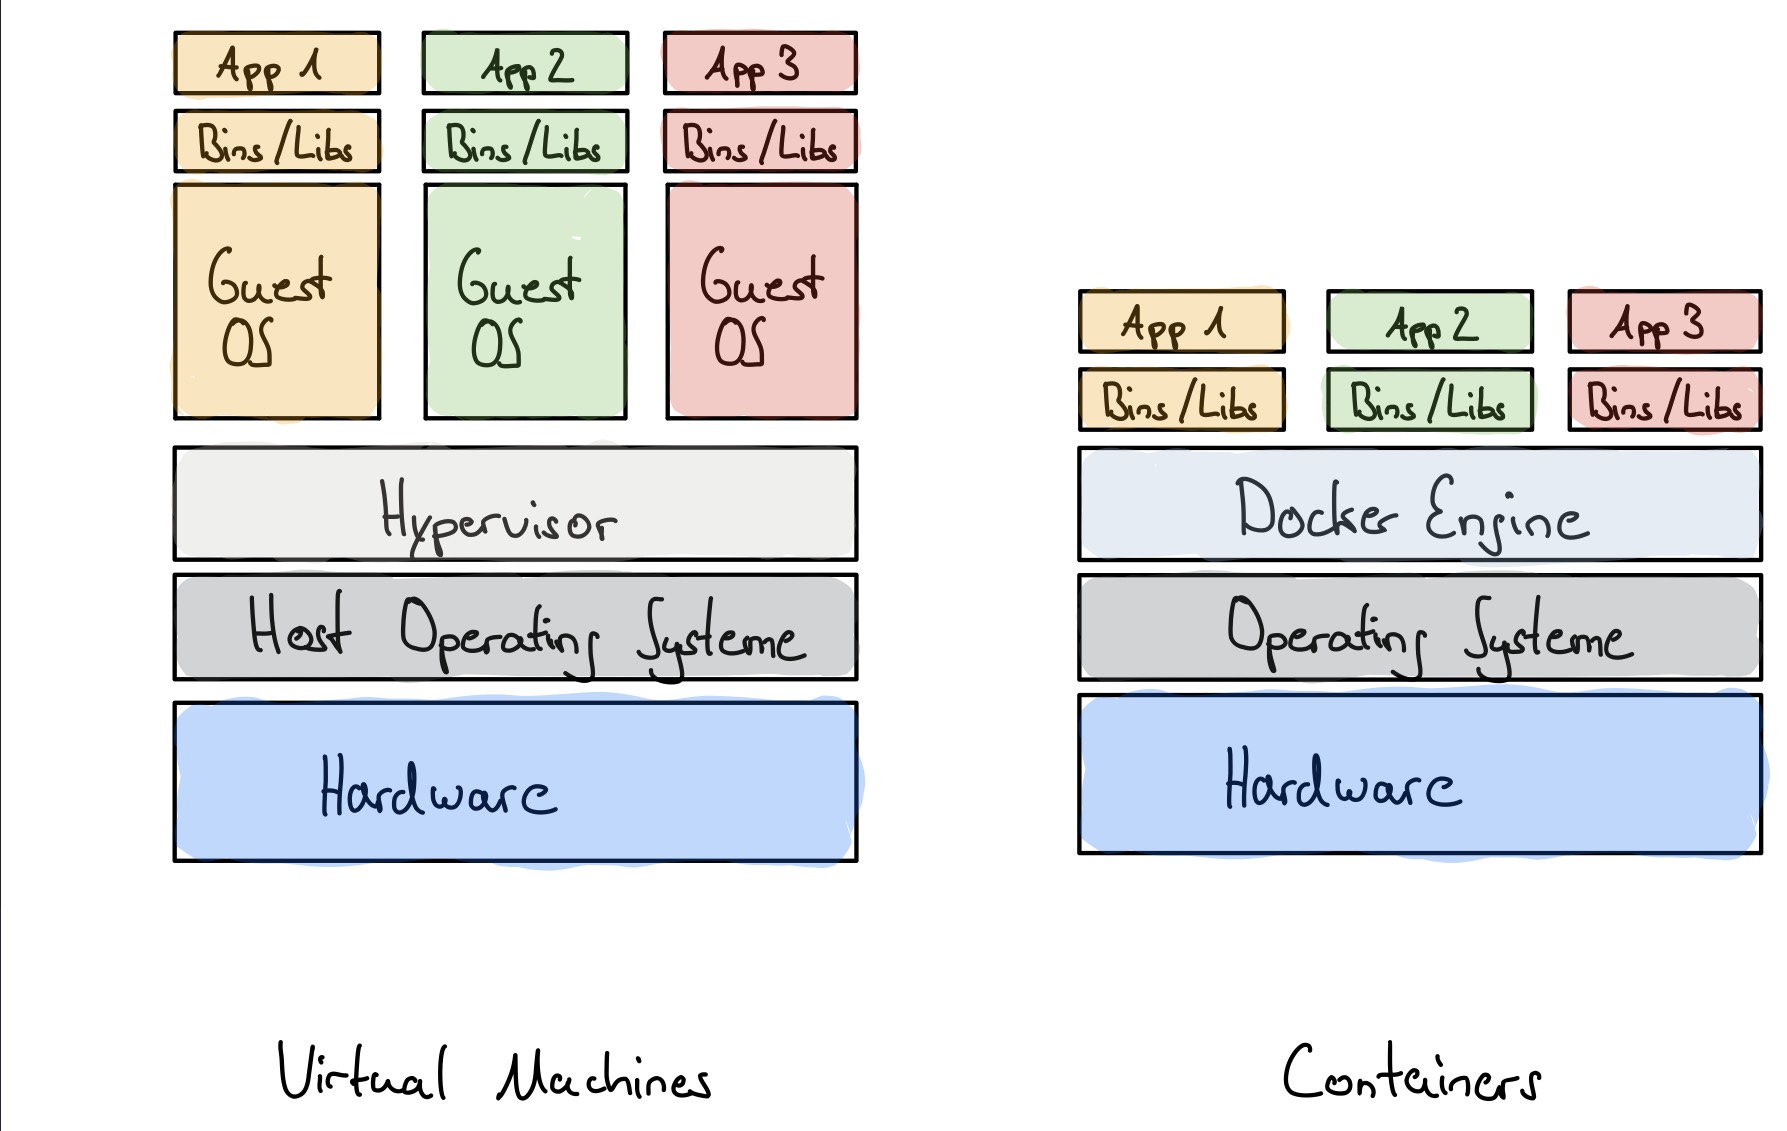 App 1
App 2
App 3
Bins/Libs
Bins/Libs
Bins/Libs
Guest
OS
Guest
OS
Guest
OS
Hypervisor
Host Operating Systeme
Hardware
Virtual Machines
App 1
App 2
App 3
Bins/Libs
Bins/Libs
Bins/Libs
Docker Engine
Operating Systeme
Hardware
Containers